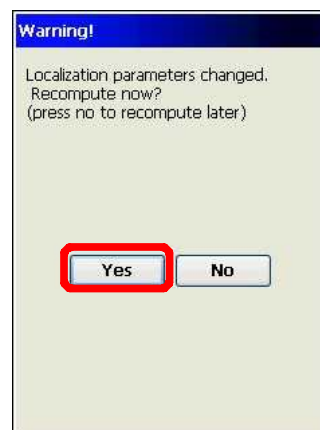 Warning!
Localization parameters changed.
Recompute now?
(press no to recompute later)
Yes No